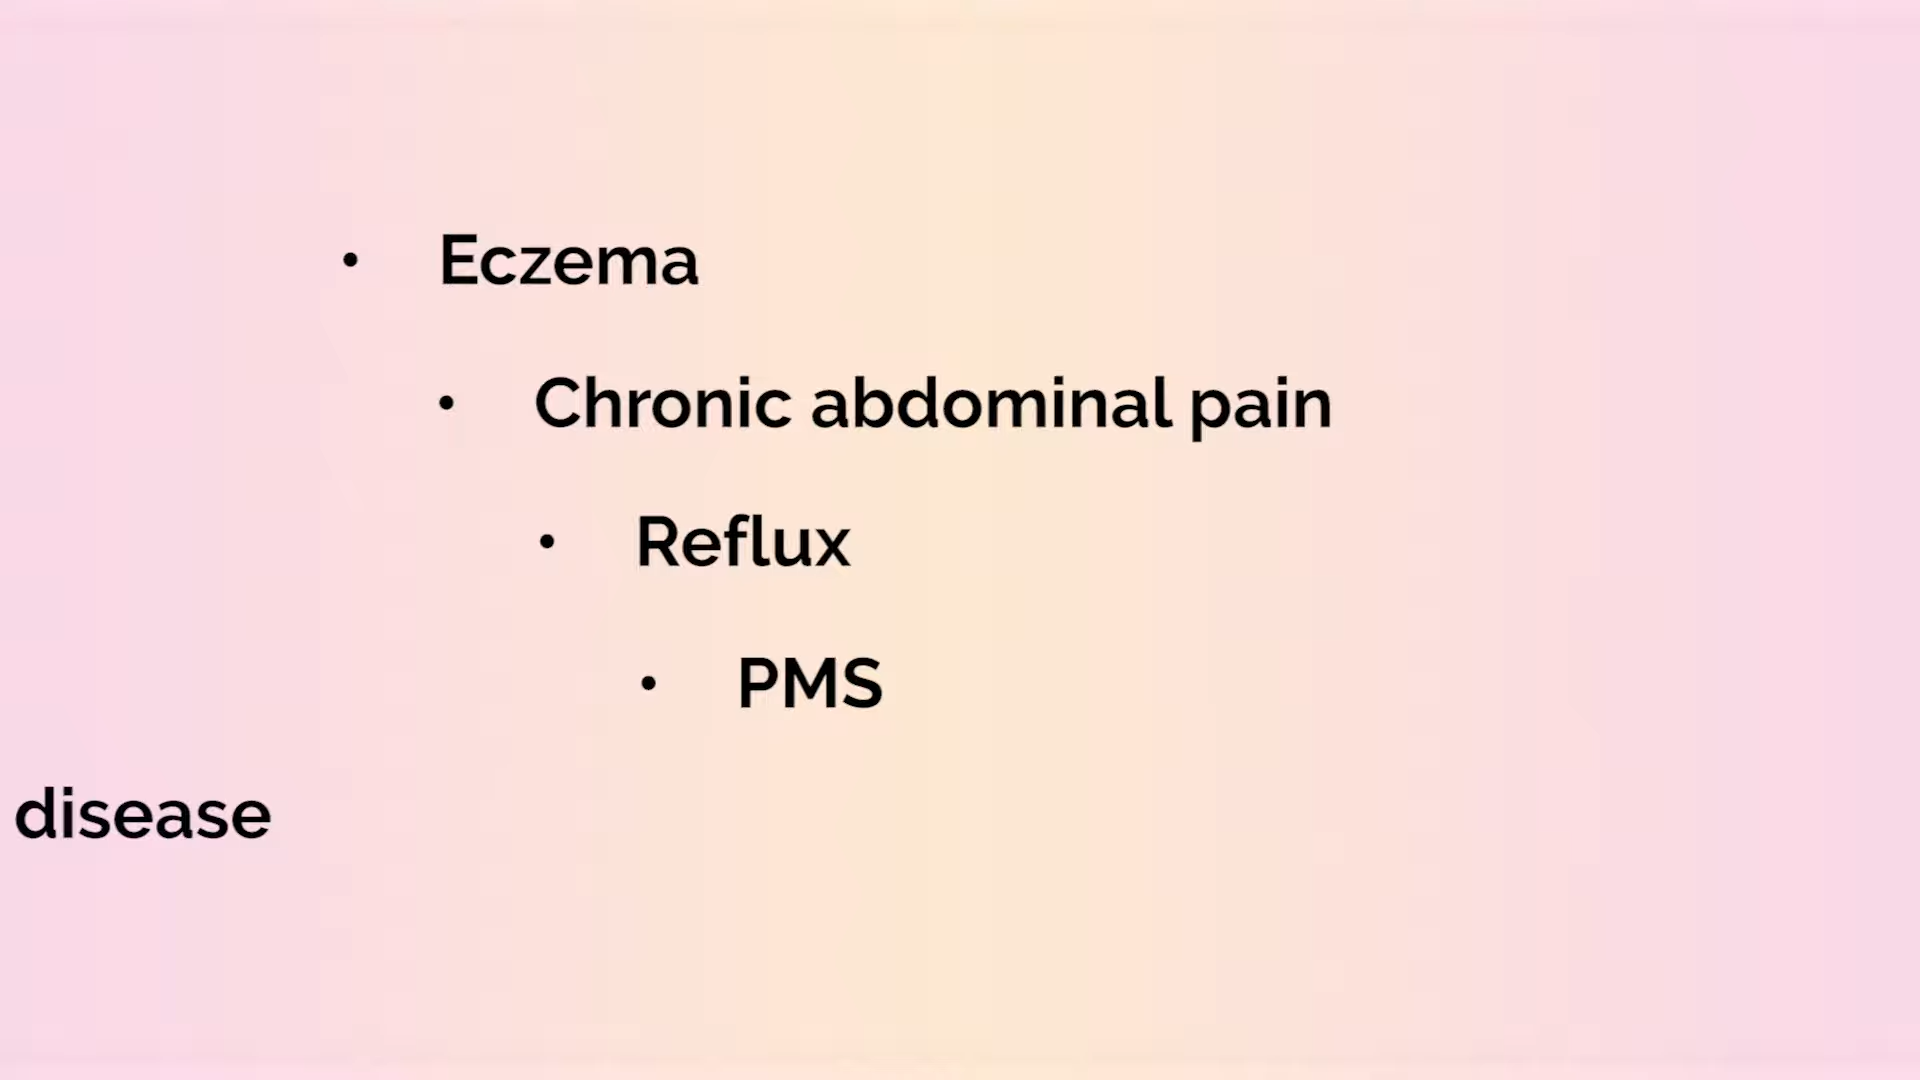 • Eczema
• Chronic abdominal pain
• Reflux
• PMS
disease